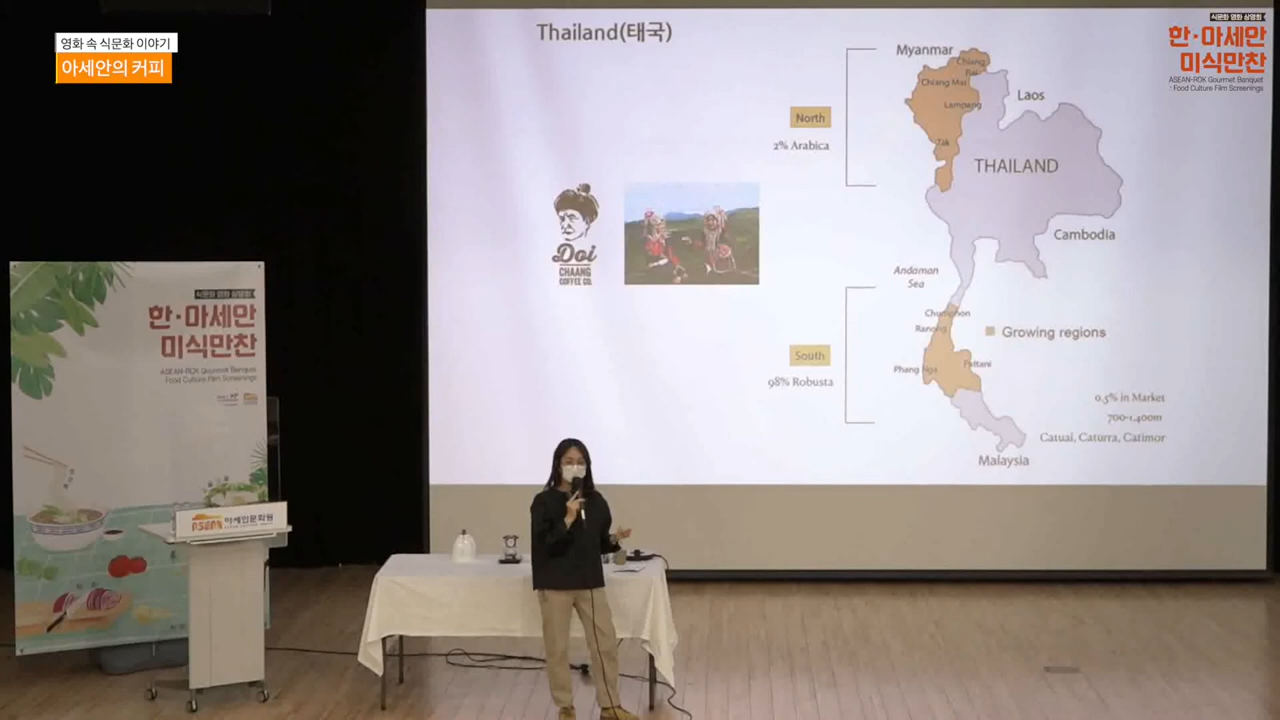 영화 속 식문화 이야기
아세안의 커피
식문화 영화 상영회
한·아세안
미식만찬
ASEAN-ROK Gourmet Banquet
: Food Culture Film Screenings
Thailand(태국)
North
2% Arabica
Doi
CHAANG
COFFEE CO.
South
98% Robusta
Myanmar
Chiang
Rai
Chiang Mai
Lampang
Tak
Laos
THAILAND
Cambodia
Andaman
Sea
Chumphon
Ranong
Phang Nga
Pattani
Growing regions
Malaysia
0.5% in Market
700-1,400m
Catuai, Caturra, Catimor
식문화 영화 상영회
한·아세안
미식만찬
ASEAN-ROK Gourmet Banquet
Food Culture Film Screenings
ASEAN 아세안문화원